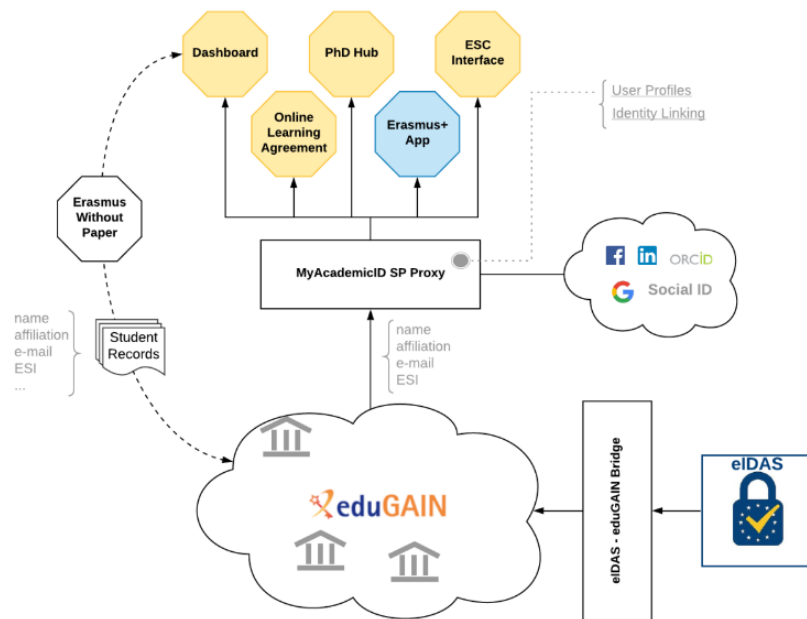 Dashboard
PhD Hub
ESC
Interface
Online
Learning
Agreement
Erasmus+
App
User Profiles
Identity Linking
Erasmus
Without
Paper
MyAcademicID SP Proxy
f
in
ORCID
G
Social ID
name
affiliation
e-mail
ESI
...
Student
Records
name
affiliation
e-mail
ESI
eduGAIN
eIDAS - eduGAIN Bridge
eIDAS